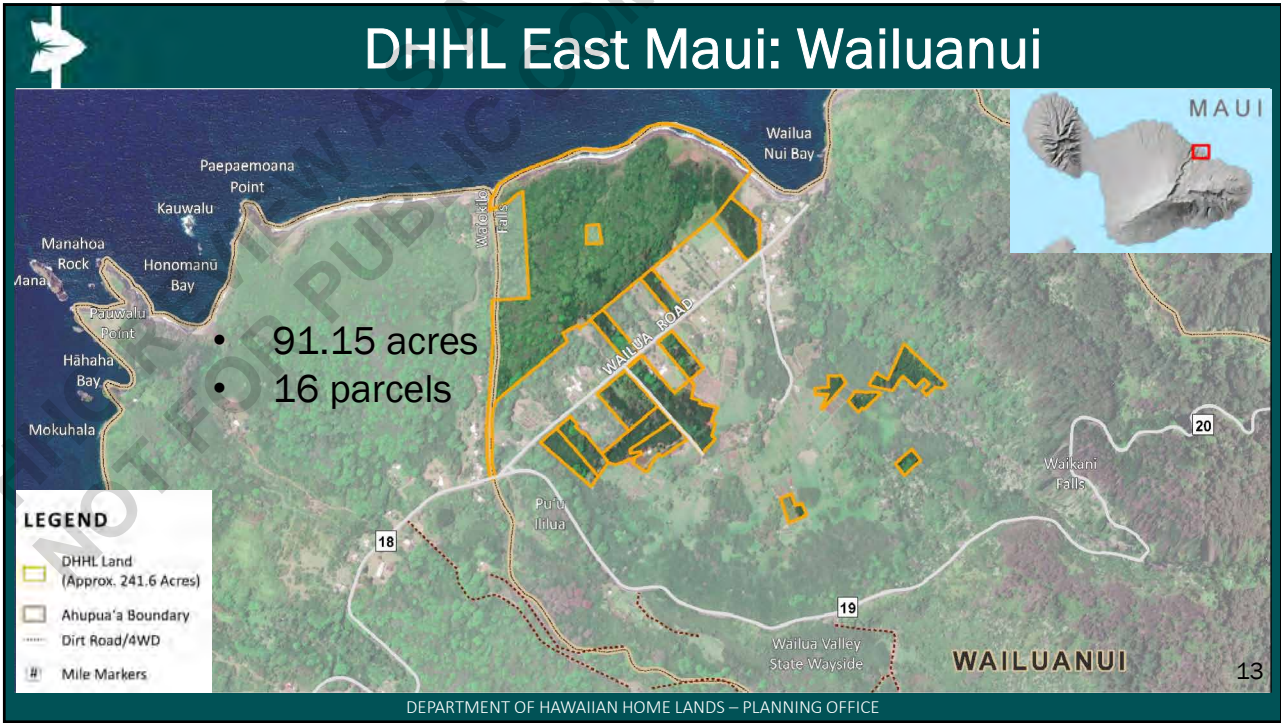 DHHL East Maui: Wailuanui
MAUI
Wailua
Nui Bay
Paepaemoana
Point
Kauwalu
Waiokilo
Falls
Manahoa
Rock
Honomanū
Bay
Mana
Pauwalu
Point
Hāhaha
Bay
Mokuhala
• 91.15 acres
• 16 parcels
WAILUA ROAD
20
Waikani
Falls
Pu'u
Ililua
18
19
Wailua Valley
State Wayside
WAILUANUI
LEGEND
DHHL Land
(Approx. 241.6 Acres)
Ahupua'a Boundary
Dirt Road/4WD
# Mile Markers
13
DEPARTMENT OF HAWAIIAN HOME LANDS – PLANNING OFFICE